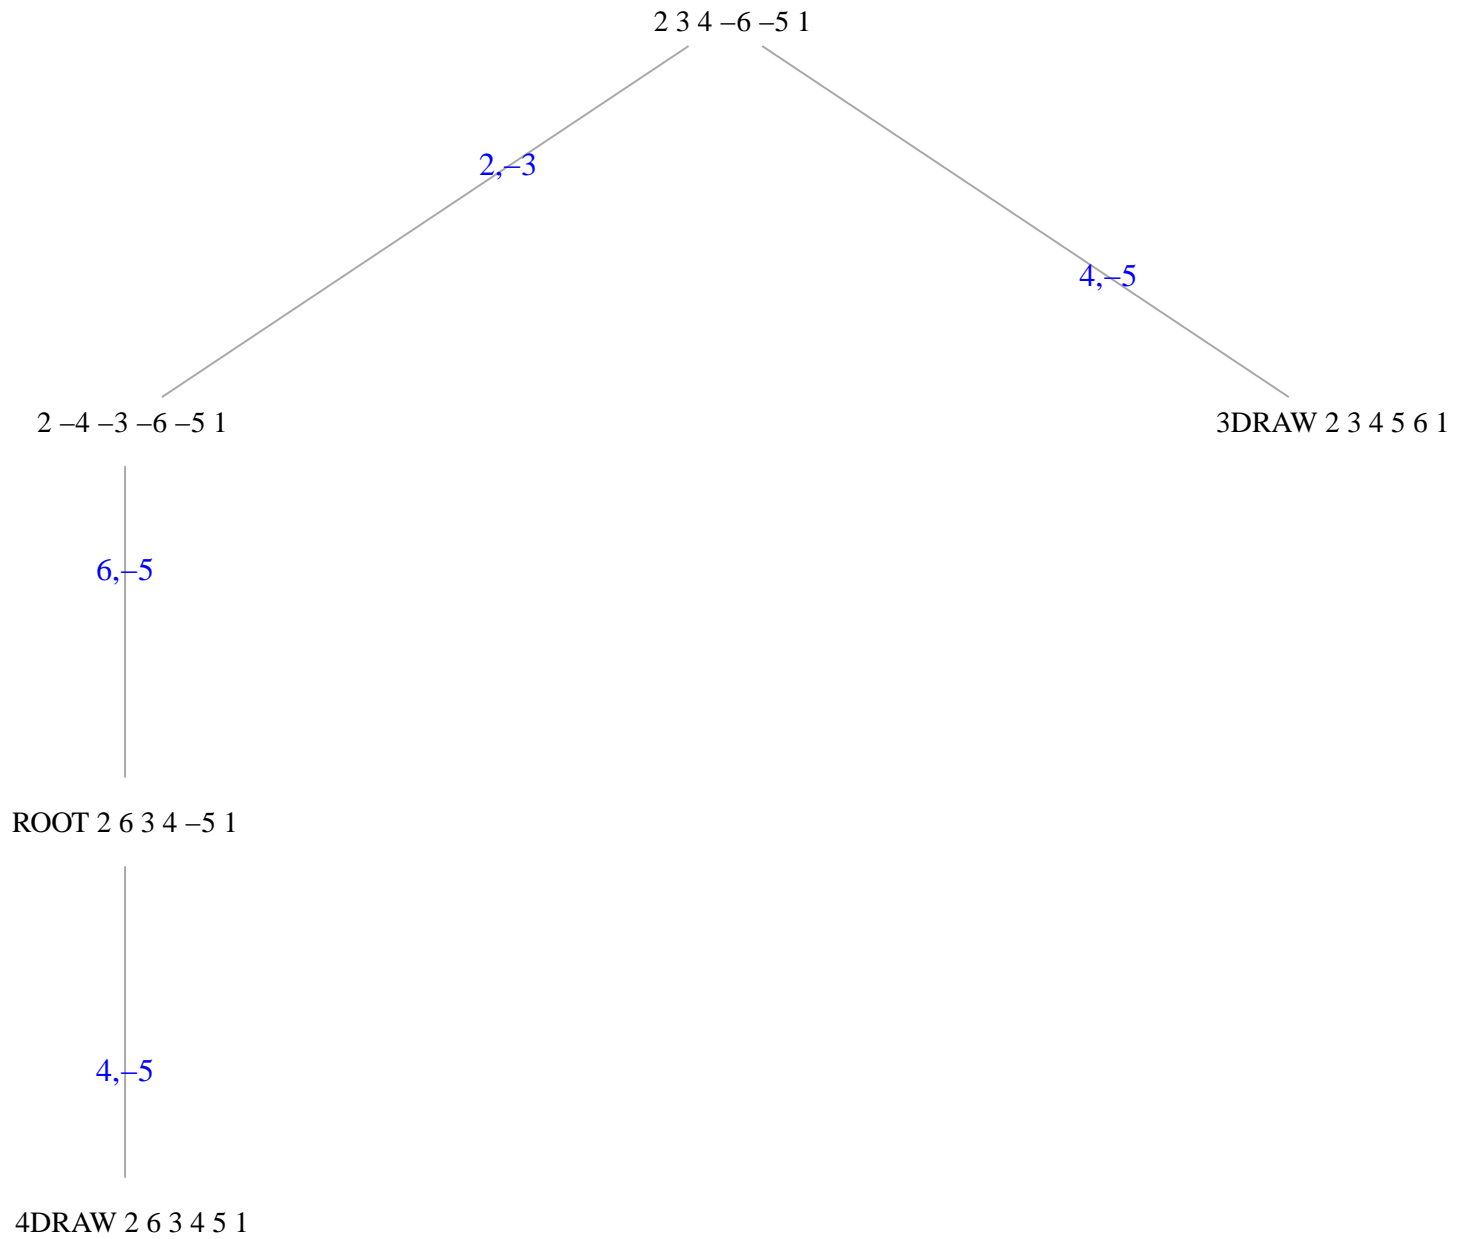 2 3 4 –6 –5 1
2,–3
4,–5
2 –4 –3 –6 –5 1
3DRAW 2 3 4 5 6 1
6,–5
ROOT 2 6 3 4 –5 1
4,–5
4DRAW 2 6 3 4 5 1